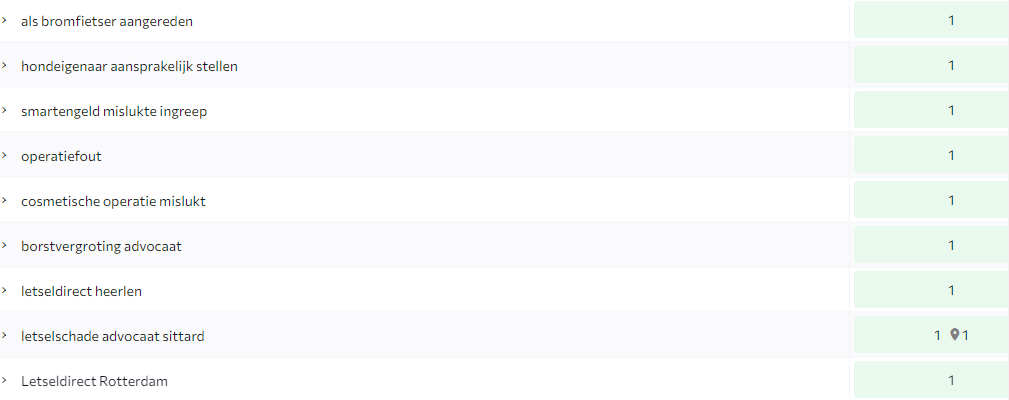 als bromfietser aangereden 1
hondeigenaar aansprakelijk stellen 1
smartengeld mislukte ingreep 1
operatiefout 1
cosmetische operatie mislukt 1
borstvergroting advocaat 1
letseldirect heerlen 1
letselschade advocaat sittard 1 1
Letseldirect Rotterdam 1